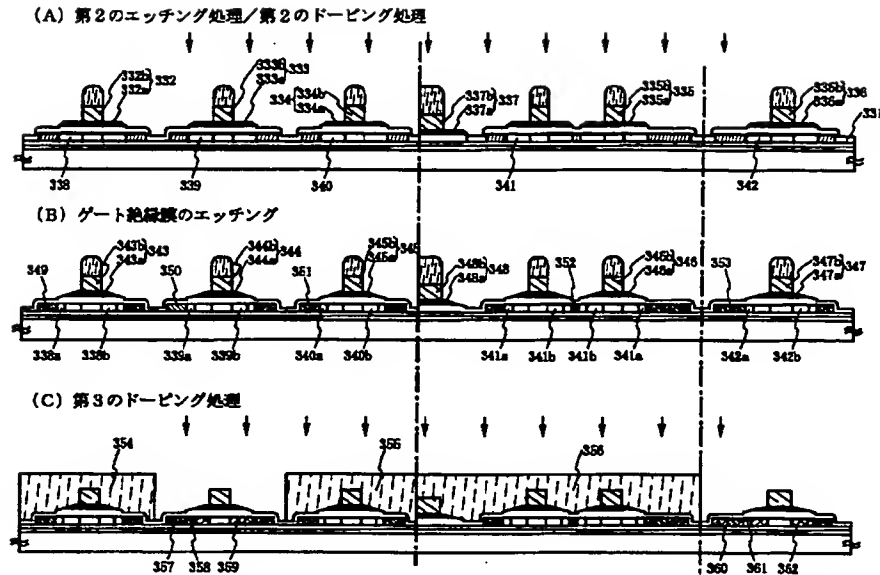 (A) 第2のエッチング処理/第2のドーピング処理
332b 332a 332
333b 333a 333
334 334b 334a
337b 337a 337
335b 335a 335
336b 336a 336
331
338 339 340 341 342
(B) ゲート絶縁膜のエッチング
349
343b 343a 343
350
344b 344a 344
351
345b 345a 345
348b 348a 348
352
346b 346a 346
353
347b 347a 347
338a 338b 339a 339b 340a 340b 341a 341b 341b 341a 342a 342b
(C) 第3のドーピング処理
354 355 356
357 358 359 360 361 362